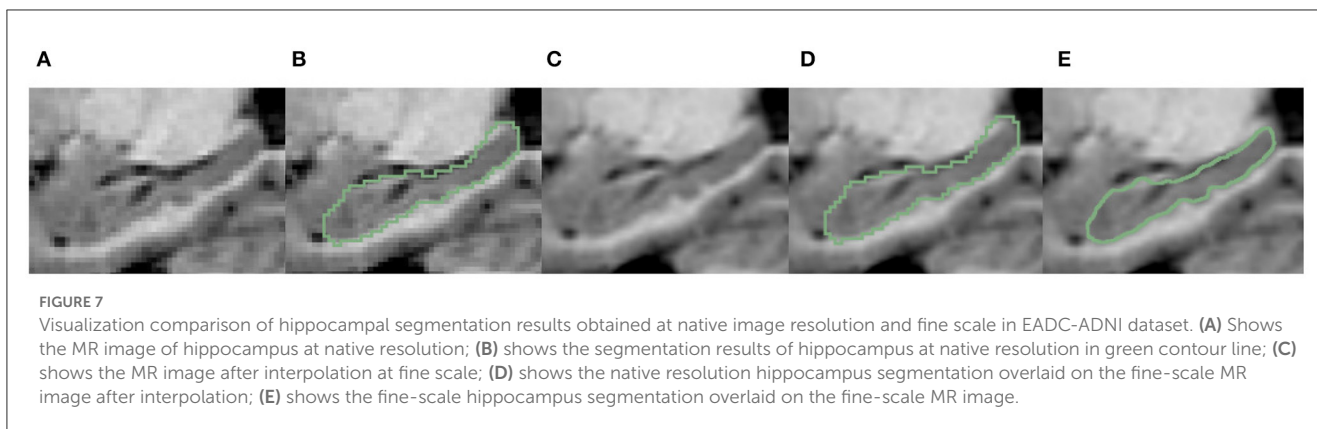 A B C D E
FIGURE 7
Visualization comparison of hippocampal segmentation results obtained at native image resolution and fine scale in EADC-ADNI dataset. (A) Shows
the MR image of hippocampus at native resolution; (B) shows the segmentation results of hippocampus at native resolution in green contour line; (C)
shows the MR image after interpolation at fine scale; (D) shows the native resolution hippocampus segmentation overlaid on the fine-scale MR
image after interpolation; (E) shows the fine-scale hippocampus segmentation overlaid on the fine-scale MR image.